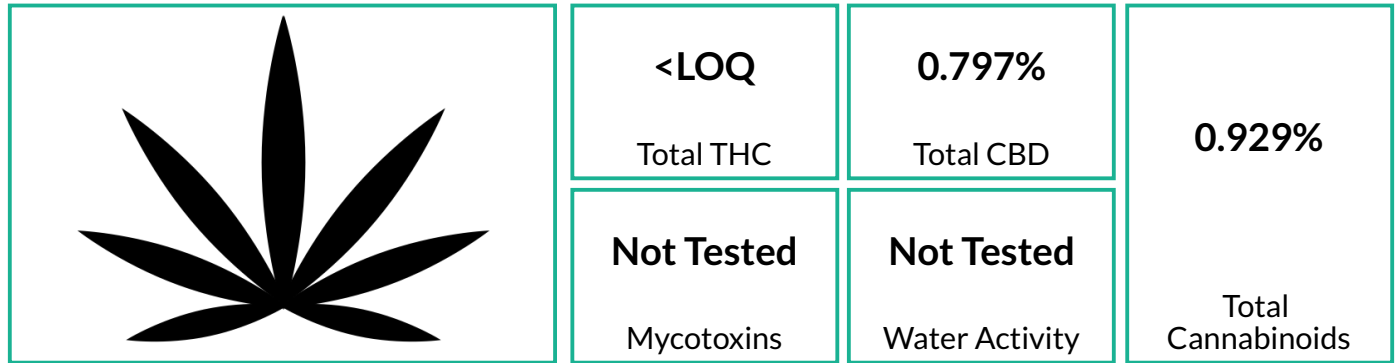 <LOQ
Total THC
0.797%
Total CBD
0.929%
Total
Cannabinoids
Not Tested
Mycotoxins
Not Tested
Water Activity